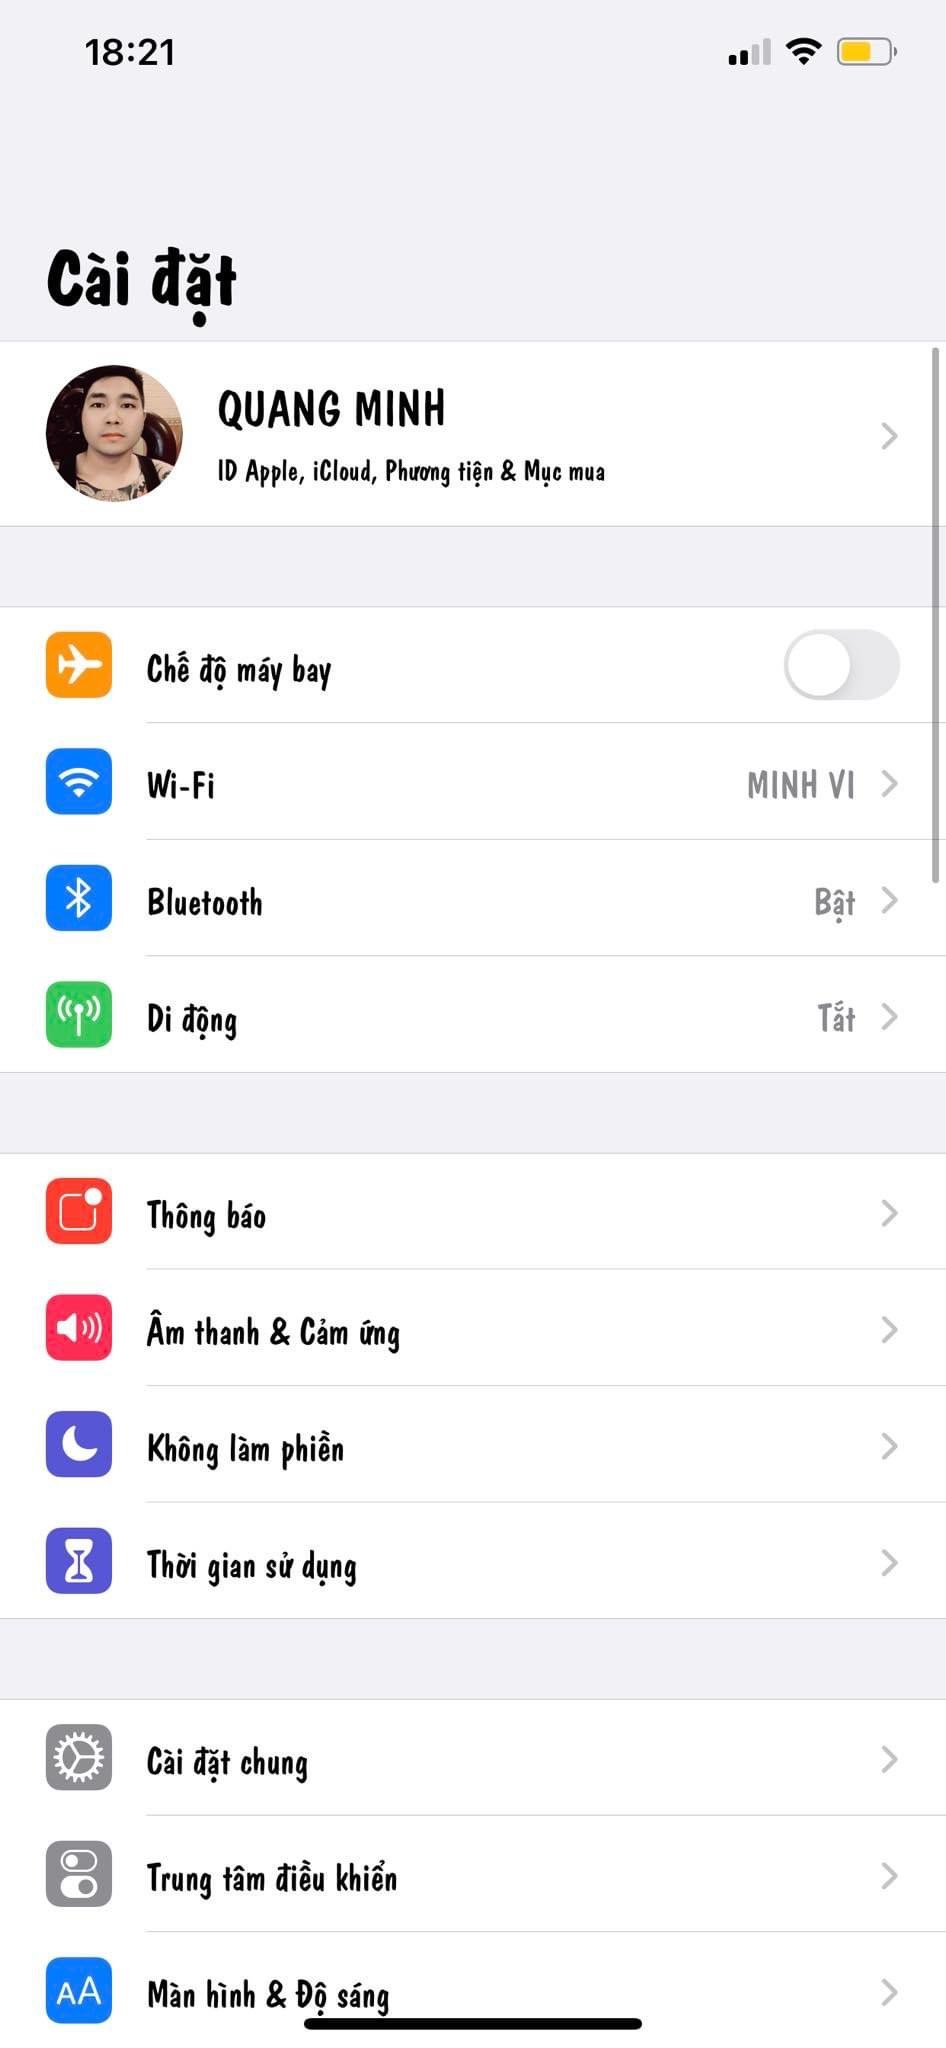 18:21
Cài đặt
QUANG MINH
ID Apple, iCloud, Phương tiện & Mục mua
Chế độ máy bay
Wi-Fi MINH VI
Bluetooth Bật
Di động Tắt
Thông báo
Âm thanh & Cảm ứng
Không làm phiền
Thời gian sử dụng
Cài đặt chung
Trung tâm điều khiển
AA Màn hình & Độ sáng